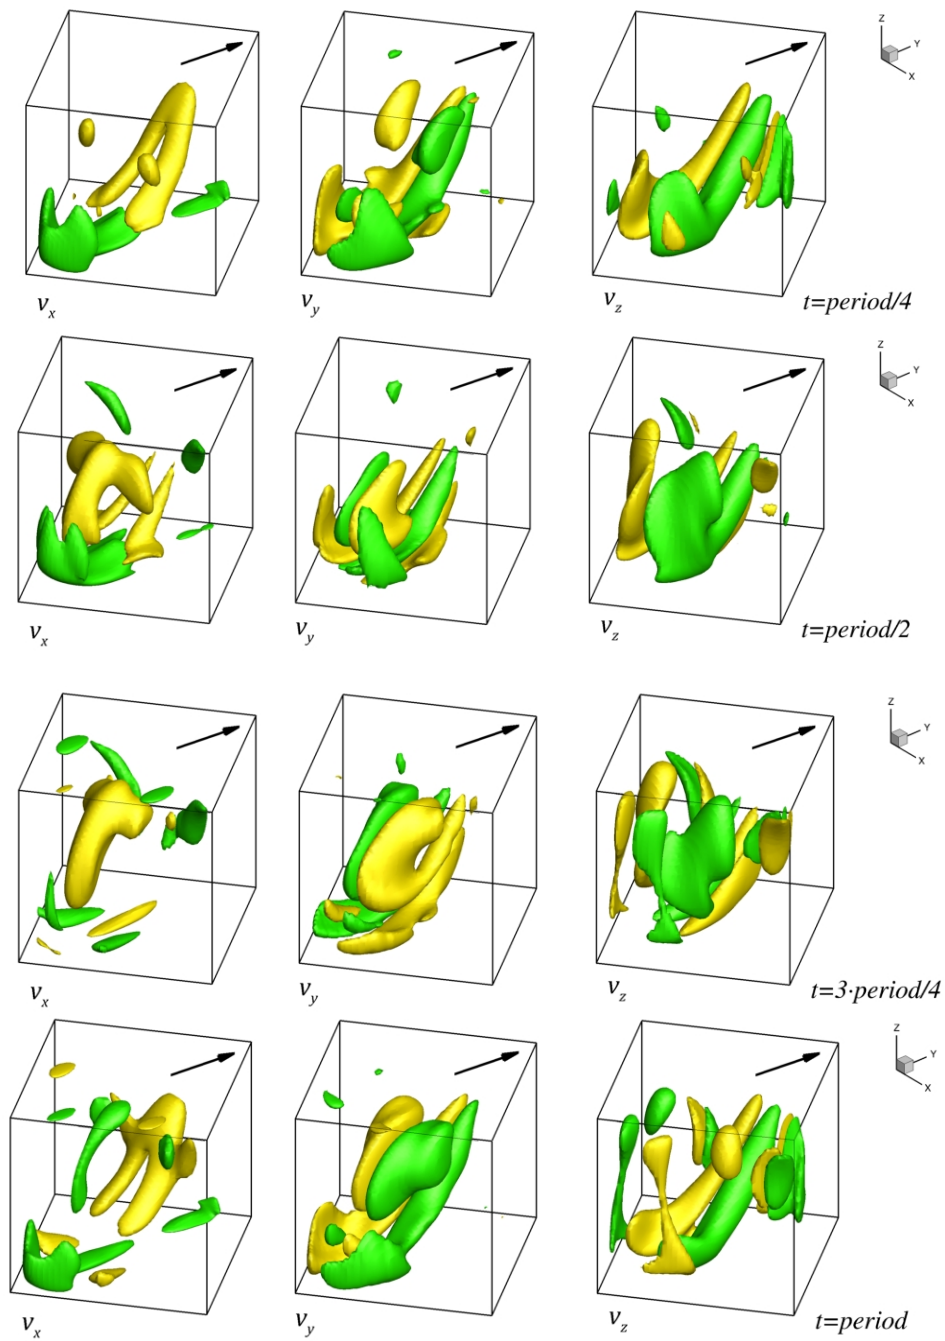 Z
Y
X
v_x v_y v_z t=period/4
Z
Y
X
v_x v_y v_z t=period/2
Z
Y
X
v_x v_y v_z t=3·period/4
Z
Y
X
v_x v_y v_z t=period